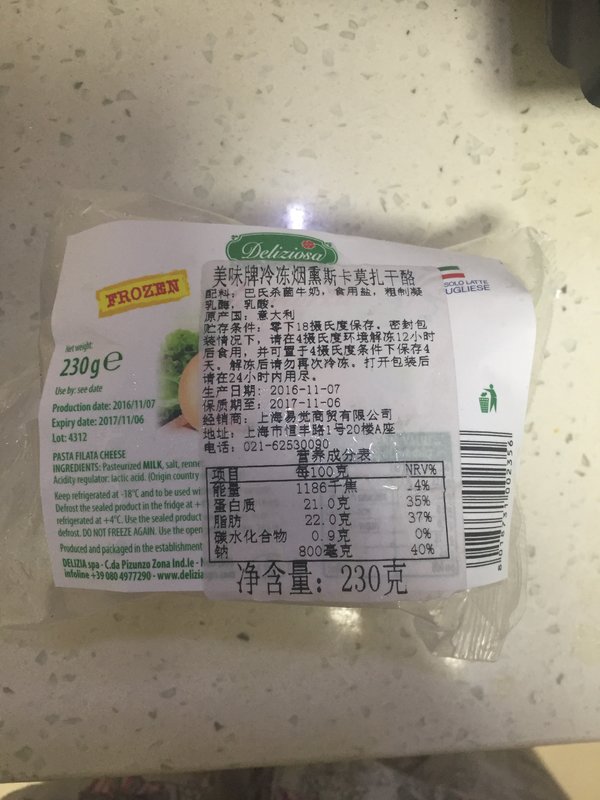 Deliziosa
FROZEN
SOLO LATTE
UGLIESE
美味牌冷冻烟熏斯卡莫扎干酪
配料: 巴氏杀菌牛奶, 食用盐, 粗制凝
乳酶, 乳酸。
原产国: 意大利
贮存条件: 零下18摄氏度保存。密封包
装情况下, 请在4摄氏度环境解冻12小时
后食用, 并可置于4摄氏度条件下保存4
天。解冻后请勿再次冷冻。打开包装后
请在24小时内用尽。
生产日期: 2016-11-07
保质期至: 2017-11-06
经销商: 上海易觉商贸有限公司
地址: 上海市恒丰路1号20楼A座
电话: 021-62530090
营养成分表
项目 每100克 NRV%
能量 1186千焦 14%
蛋白质 21.0克 35%
脂肪 22.0克 37%
碳水化合物 0.9克 0%
钠 800毫克 40%
净含量: 230克
Net weight:
230g e
Use by: see date
Production date: 2016/11/07
Expiry date: 2017/11/06
Lot: 4312
PASTA FILATA CHEESE
INGREDIENTS: Pasteurized MILK, salt, renne
Acidity regulator: lactic acid. (Origin country
Keep refrigerated at -18°C and to be used wi
Defrost the sealed product in the fridge at +
refrigerated at +4°C. Use the sealed product
defrost. DO NOT FREEZE AGAIN. Use the open
Produced and packaged in the establishment
DELIZIA spa - C.da Pizunzo Zona Ind.le - N
infoline +39 080 4977290 - www.delizia